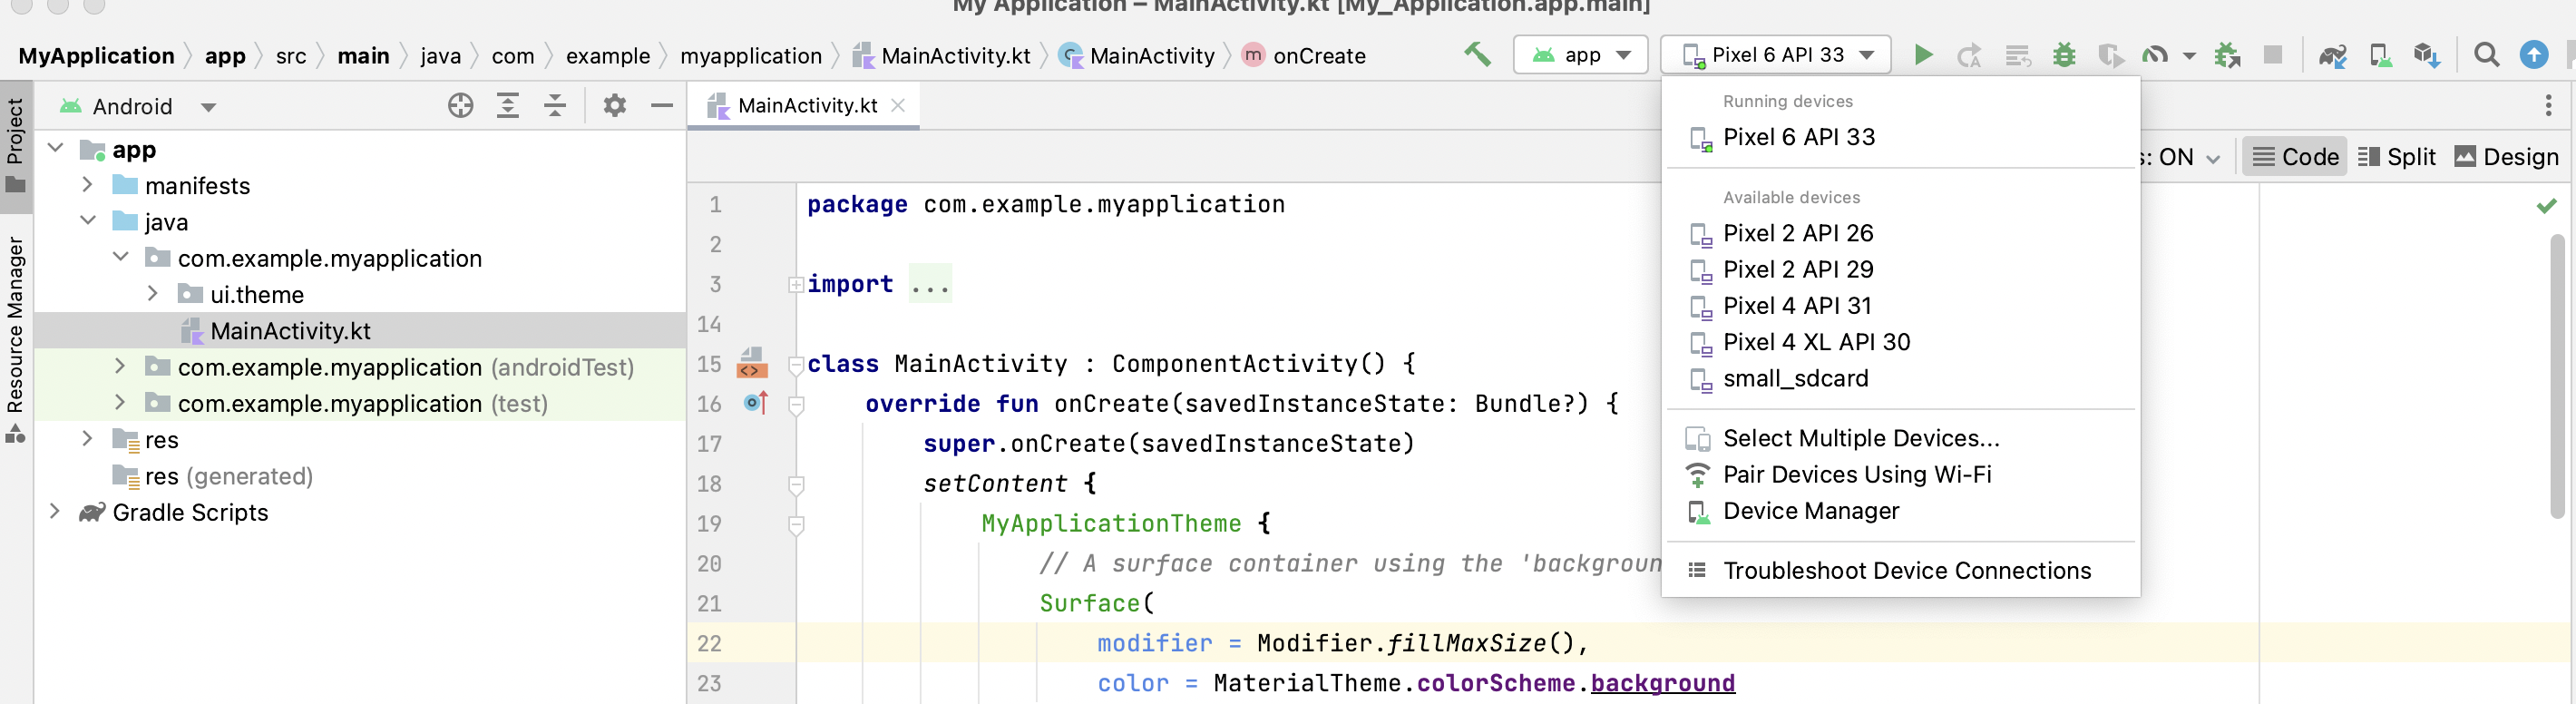 My Application – MainActivity.kt [My_Application.app.main]
MyApplication app src main java com example myapplication MainActivity.kt MainActivity m onCreate
app Pixel 6 API 33
Project
Resource Manager
Android
app
manifests
java
com.example.myapplication
ui.theme
MainActivity.kt
com.example.myapplication (androidTest)
com.example.myapplication (test)
res
res (generated)
Gradle Scripts
MainActivity.kt
s: ON Code Split Design
1 package com.example.myapplication
2
3 import ...
14
15 class MainActivity : ComponentActivity() {
16 override fun onCreate(savedInstanceState: Bundle?) {
17 super.onCreate(savedInstanceState)
18 setContent {
19 MyApplicationTheme {
20 // A surface container using the 'backgroun
21 Surface(
22 modifier = Modifier.fillMaxSize(),
23 color = MaterialTheme.colorScheme.background
Running devices
Pixel 6 API 33
Available devices
Pixel 2 API 26
Pixel 2 API 29
Pixel 4 API 31
Pixel 4 XL API 30
small_sdcard
Select Multiple Devices...
Pair Devices Using Wi-Fi
Device Manager
Troubleshoot Device Connections